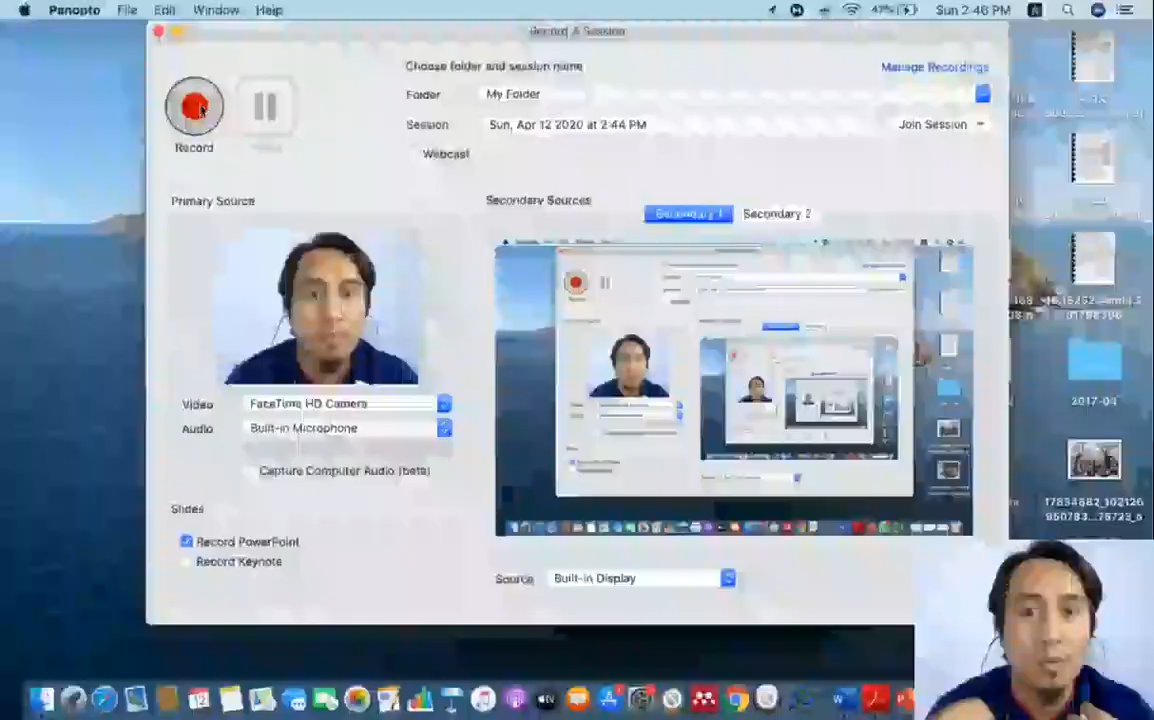 Panopto File Edit Window Help
47% Sun 2:46 PM
Record A Session
Choose folder and session name
Manage Recordings
Folder My Folder
Session Sun, Apr 12 2020 at 2:44 PM Join Session
Record
Webcast
Primary Source
Secondary Sources
Secondary 1 Secondary 2
Video FaceTime HD Camera
Audio Built-in Microphone
Capture Computer Audio (beta)
2017-04
Slides
Record PowerPoint
Record Keynote
Source Built-in Display